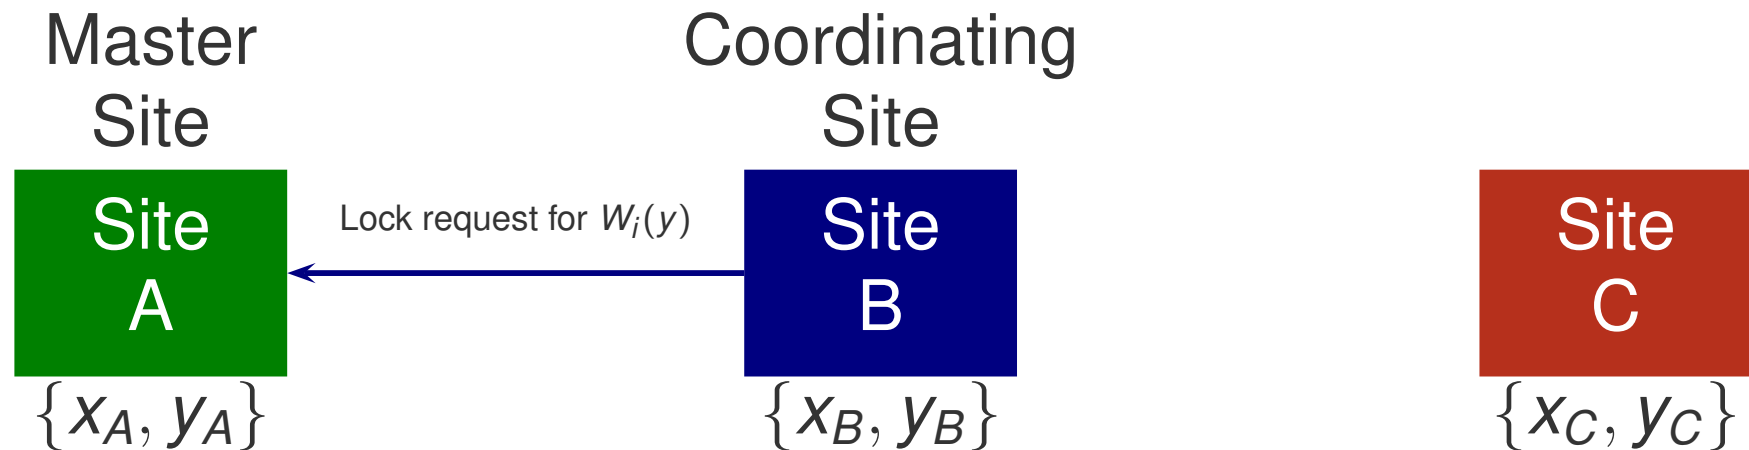 Master
Site
Site
A
{x_A, y_A}
Lock request for W_i(y)
Coordinating
Site
Site
B
{x_B, y_B}
Site
C
{x_C, y_C}